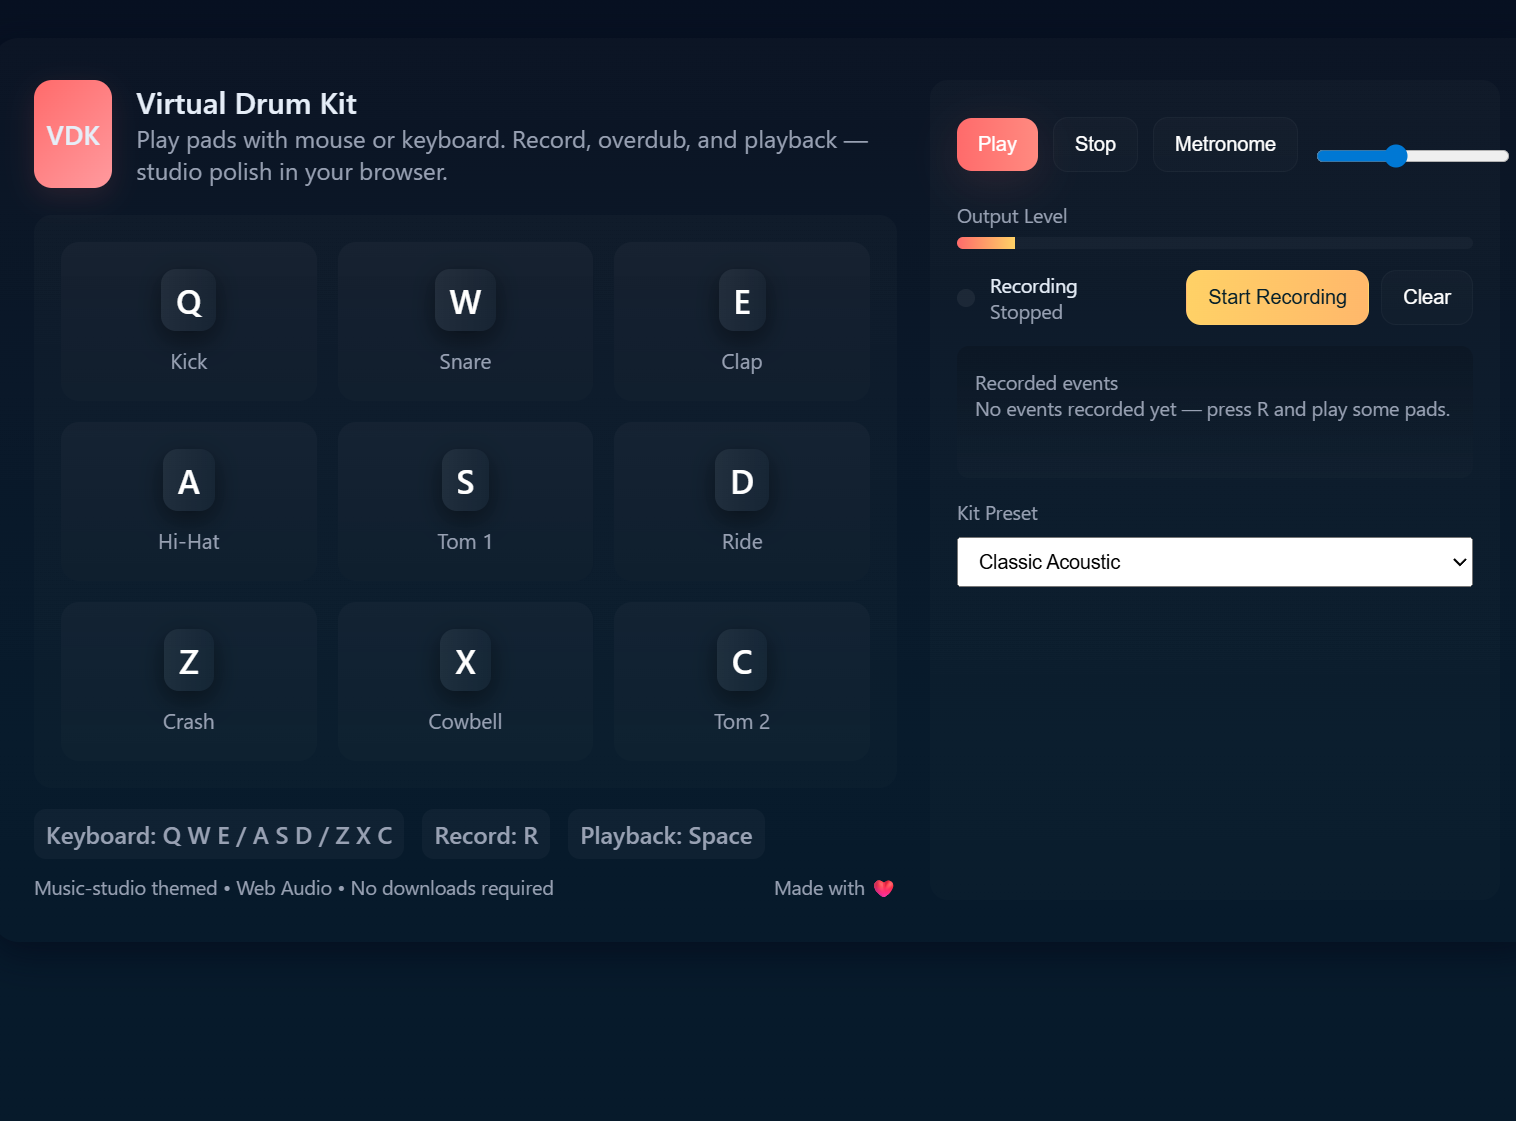 VDK
Virtual Drum Kit
Play pads with mouse or keyboard. Record, overdub, and playback —
studio polish in your browser.
Q
Kick
W
Snare
E
Clap
A
Hi-Hat
S
Tom 1
D
Ride
Z
Crash
X
Cowbell
C
Tom 2
Keyboard: Q W E / A S D / Z X C
Record: R
Playback: Space
Music-studio themed • Web Audio • No downloads required
Made with ❤️
Play
Stop
Metronome
Output Level
Recording
Stopped
Start Recording
Clear
Recorded events
No events recorded yet — press R and play some pads.
Kit Preset
Classic Acoustic